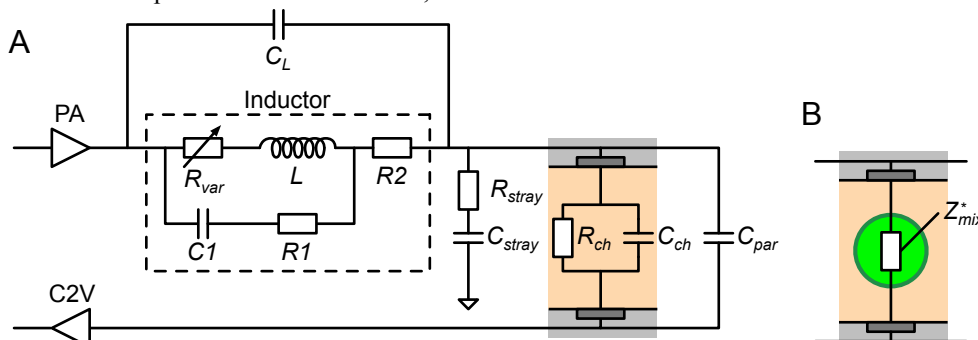 A
C_L
PA
Inductor
R_var
L
R2
C1
R1
R_stray
C_stray
R_ch
C_ch
C_par
C2V
B
Z*_mix